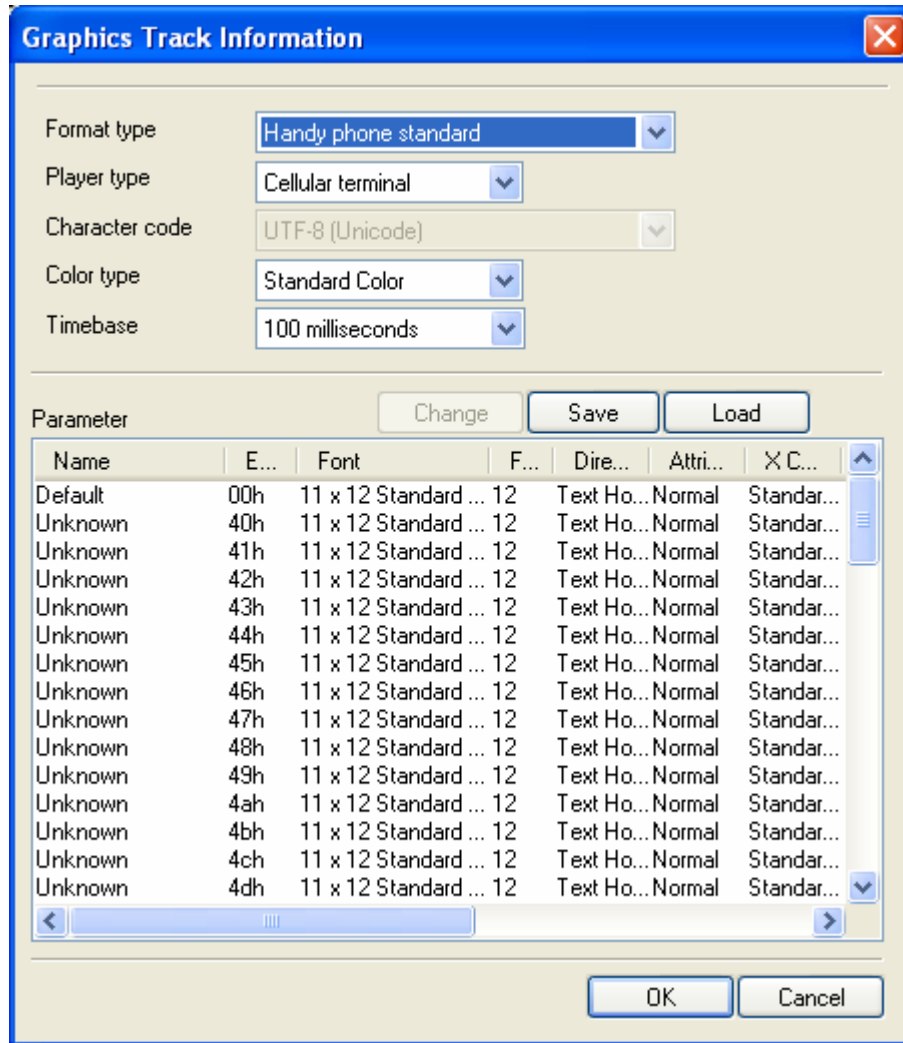 Graphics Track Information
Format type Handy phone standard
Player type Cellular terminal
Character code UTF-8 (Unicode)
Color type Standard Color
Timebase 100 milliseconds
Parameter Change Save Load
Name E... Font F... Dire... Attri... X C...
Default 00h 11 x 12 Standard ... 12 Text Ho... Normal Standar...
Unknown 40h 11 x 12 Standard ... 12 Text Ho... Normal Standar...
Unknown 41h 11 x 12 Standard ... 12 Text Ho... Normal Standar...
Unknown 42h 11 x 12 Standard ... 12 Text Ho... Normal Standar...
Unknown 43h 11 x 12 Standard ... 12 Text Ho... Normal Standar...
Unknown 44h 11 x 12 Standard ... 12 Text Ho... Normal Standar...
Unknown 45h 11 x 12 Standard ... 12 Text Ho... Normal Standar...
Unknown 46h 11 x 12 Standard ... 12 Text Ho... Normal Standar...
Unknown 47h 11 x 12 Standard ... 12 Text Ho... Normal Standar...
Unknown 48h 11 x 12 Standard ... 12 Text Ho... Normal Standar...
Unknown 49h 11 x 12 Standard ... 12 Text Ho... Normal Standar...
Unknown 4ah 11 x 12 Standard ... 12 Text Ho... Normal Standar...
Unknown 4bh 11 x 12 Standard ... 12 Text Ho... Normal Standar...
Unknown 4ch 11 x 12 Standard ... 12 Text Ho... Normal Standar...
Unknown 4dh 11 x 12 Standard ... 12 Text Ho... Normal Standar...
OK Cancel